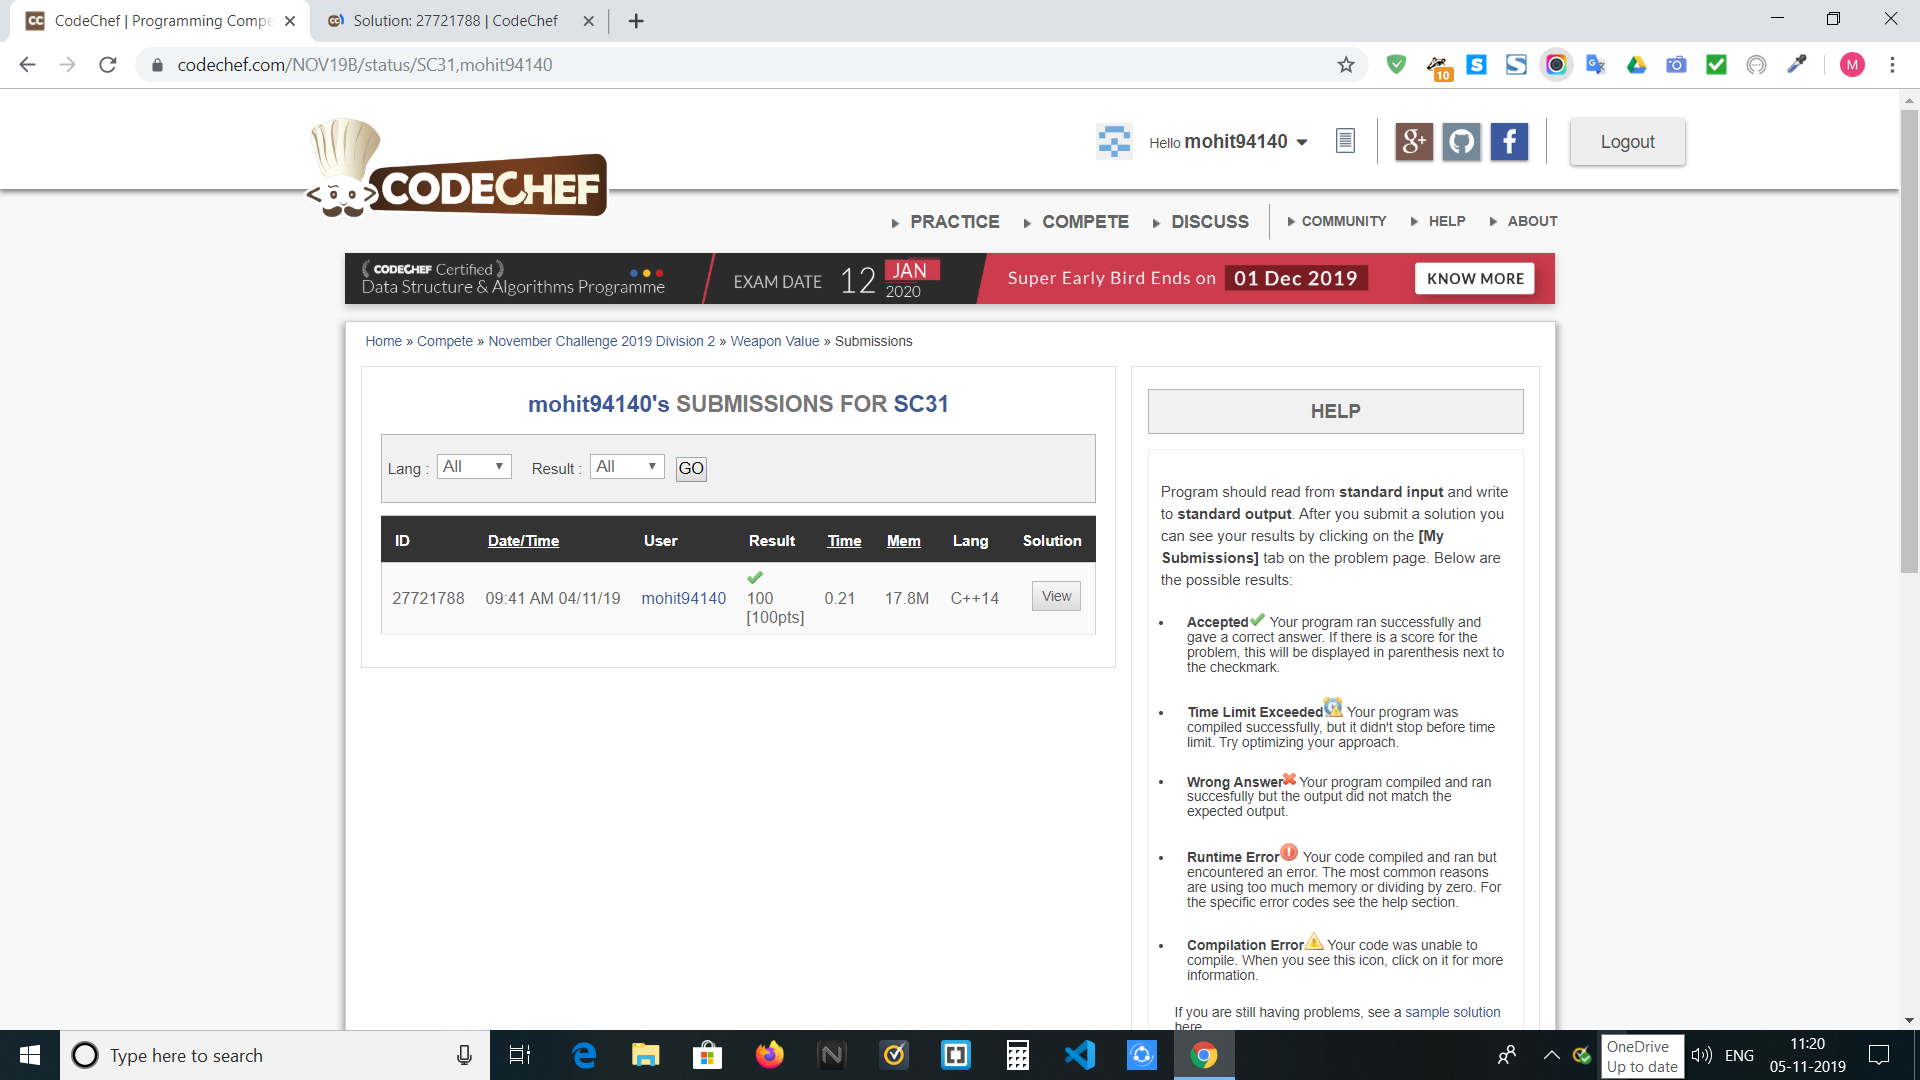 CodeChef | Programming Compe
Solution: 27721788 | CodeChef
codechef.com/NOV19B/status/SC31,mohit94140
10
M
CODECHEF
Hello mohit94140
Logout
PRACTICE COMPETE DISCUSS COMMUNITY HELP ABOUT
CODECHEF Certified
Data Structure & Algorithms Programme
EXAM DATE 12 JAN 2020
Super Early Bird Ends on 01 Dec 2019
KNOW MORE
Home » Compete » November Challenge 2019 Division 2 » Weapon Value » Submissions
mohit94140's SUBMISSIONS FOR SC31
Lang : All Result : All GO
ID Date/Time User Result Time Mem Lang Solution
27721788 09:41 AM 04/11/19 mohit94140 100 [100pts] 0.21 17.8M C++14 View
HELP
Program should read from standard input and write
to standard output. After you submit a solution you
can see your results by clicking on the [My
Submissions] tab on the problem page. Below are
the possible results:
Accepted Your program ran successfully and
gave a correct answer. If there is a score for the
problem, this will be displayed in parenthesis next to
the checkmark.
Time Limit Exceeded Your program was
compiled successfully, but it didn't stop before time
limit. Try optimizing your approach.
Wrong Answer Your program compiled and ran
succesfully but the output did not match the
expected output.
Runtime Error Your code compiled and ran but
encountered an error. The most common reasons
are using too much memory or dividing by zero. For
the specific error codes see the help section.
Compilation Error Your code was unable to
compile. When you see this icon, click on it for more
information.
If you are still having problems, see a sample solution
here
Type here to search
OneDrive
Up to date
ENG
11:20
05-11-2019